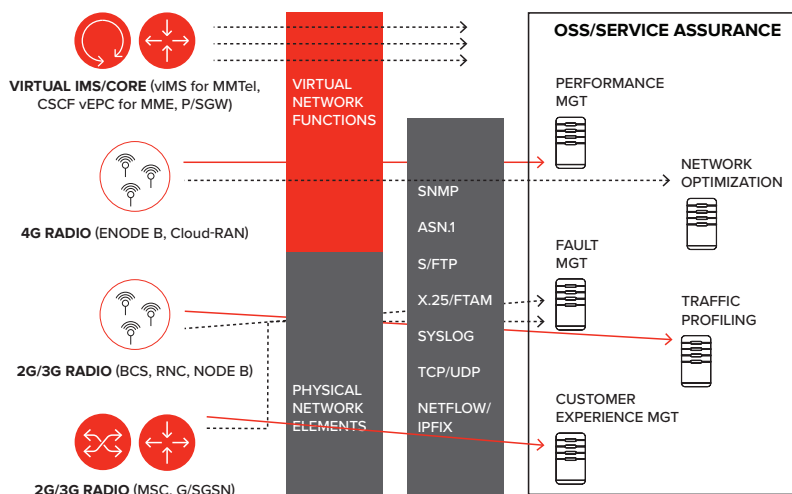 VIRTUAL IMS/CORE (vIMS for MMTel,
CSCF vEPC for MME, P/SGW)
4G RADIO (ENODE B, Cloud-RAN)
2G/3G RADIO (BCS, RNC, NODE B)
2G/3G RADIO (MSC, G/SGSN)
VIRTUAL
NETWORK
FUNCTIONS
PHYSICAL
NETWORK
ELEMENTS
SNMP
ASN.1
S/FTP
X.25/FTAM
SYSLOG
TCP/UDP
NETFLOW/
IPFIX
OSS/SERVICE ASSURANCE
PERFORMANCE
MGT
NETWORK
OPTIMIZATION
FAULT
MGT
TRAFFIC
PROFILING
CUSTOMER
EXPERIENCE MGT